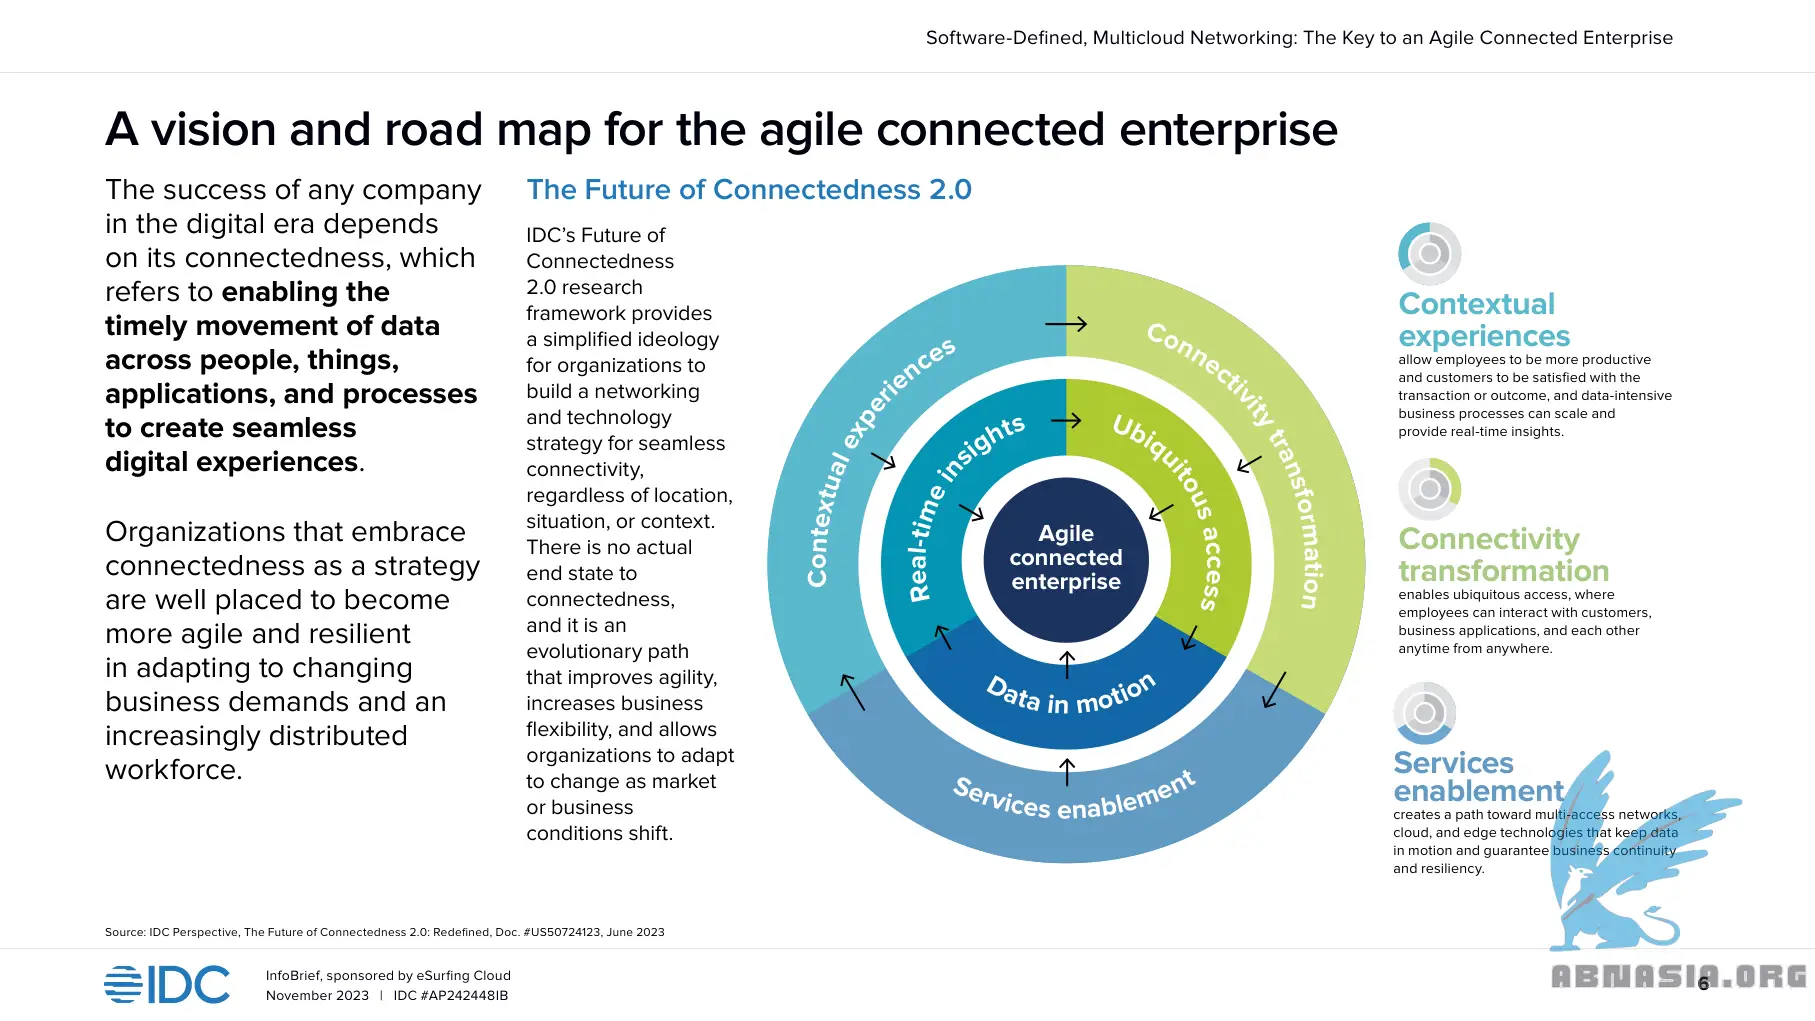 Software-Defined, Multicloud Networking: The Key to an Agile Connected Enterprise
A vision and road map for the agile connected enterprise
The success of any company
in the digital era depends
on its connectedness, which
refers to enabling the
timely movement of data
across people, things,
applications, and processes
to create seamless
digital experiences.
Organizations that embrace
connectedness as a strategy
are well placed to become
more agile and resilient
in adapting to changing
business demands and an
increasingly distributed
workforce.
The Future of Connectedness 2.0
IDC's Future of
Connectedness
2.0 research
framework provides
a simplified ideology
for organizations to
build a networking
and technology
strategy for seamless
connectivity,
regardless of location,
situation, or context.
There is no actual
end state to
connectedness,
and it is an
evolutionary path
that improves agility,
increases business
flexibility, and allows
organizations to adapt
to change as market
or business
conditions shift.
Contextual experiences
Connectivity transformation
Real-time insights
Ubiquitous access
Agile
connected
enterprise
Data in motion
Services enablement
Contextual
experiences
allow employees to be more productive
and customers to be satisfied with the
transaction or outcome, and data-intensive
business processes can scale and
provide real-time insights.
Connectivity
transformation
enables ubiquitous access, where
employees can interact with customers,
business applications, and each other
anytime from anywhere.
Services
enablement
creates a path toward multi-access networks,
cloud, and edge technologies that keep data
in motion and guarantee business continuity
and resiliency.
Source: IDC Perspective, The Future of Connectedness 2.0: Redefined, Doc. #US50724123, June 2023
IDC
InfoBrief, sponsored by eSurfing Cloud
November 2023 | IDC #AP242448IB
6
ABNASIA.ORG